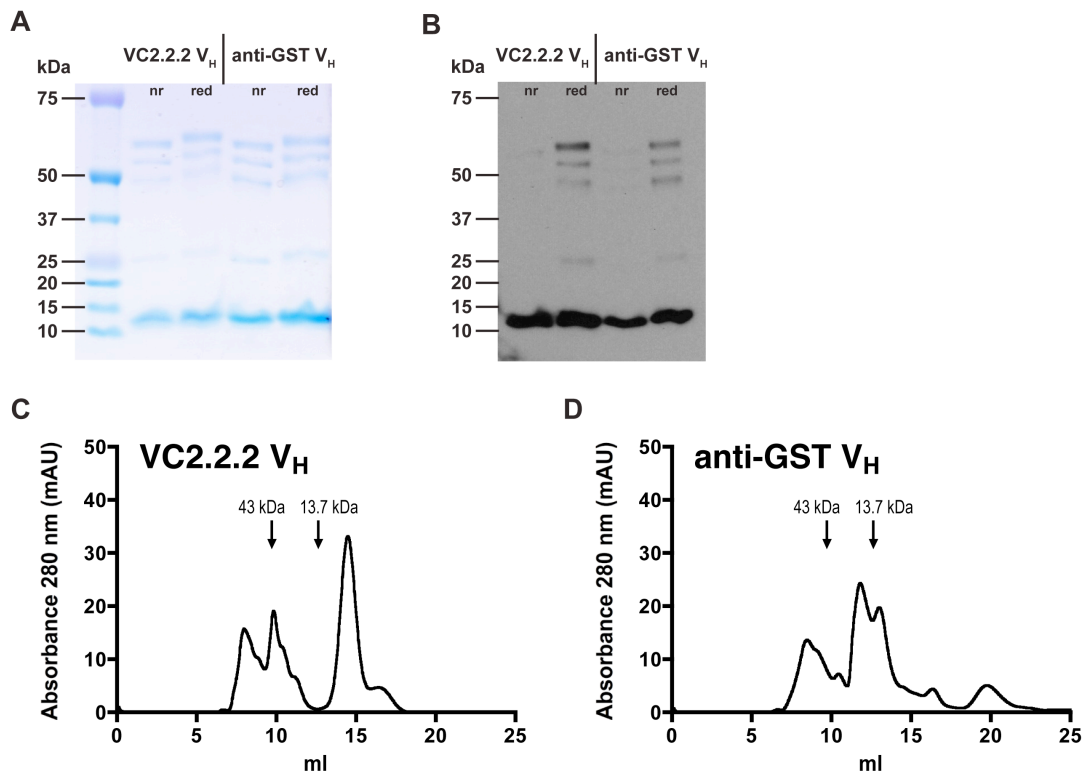 A
VC2.2.2 VH anti-GST VH
kDa
nr red nr red
75
50
37
25
20
15
10
B
VC2.2.2 VH anti-GST VH
kDa
nr red nr red
75
50
37
25
20
15
10
C
VC2.2.2 VH
43 kDa 13.7 kDa
Absorbance 280 nm (mAU)
50
40
30
20
10
0
0 5 10 15 20 25
ml
D
anti-GST VH
43 kDa 13.7 kDa
Absorbance 280 nm (mAU)
50
40
30
20
10
0
0 5 10 15 20 25
ml